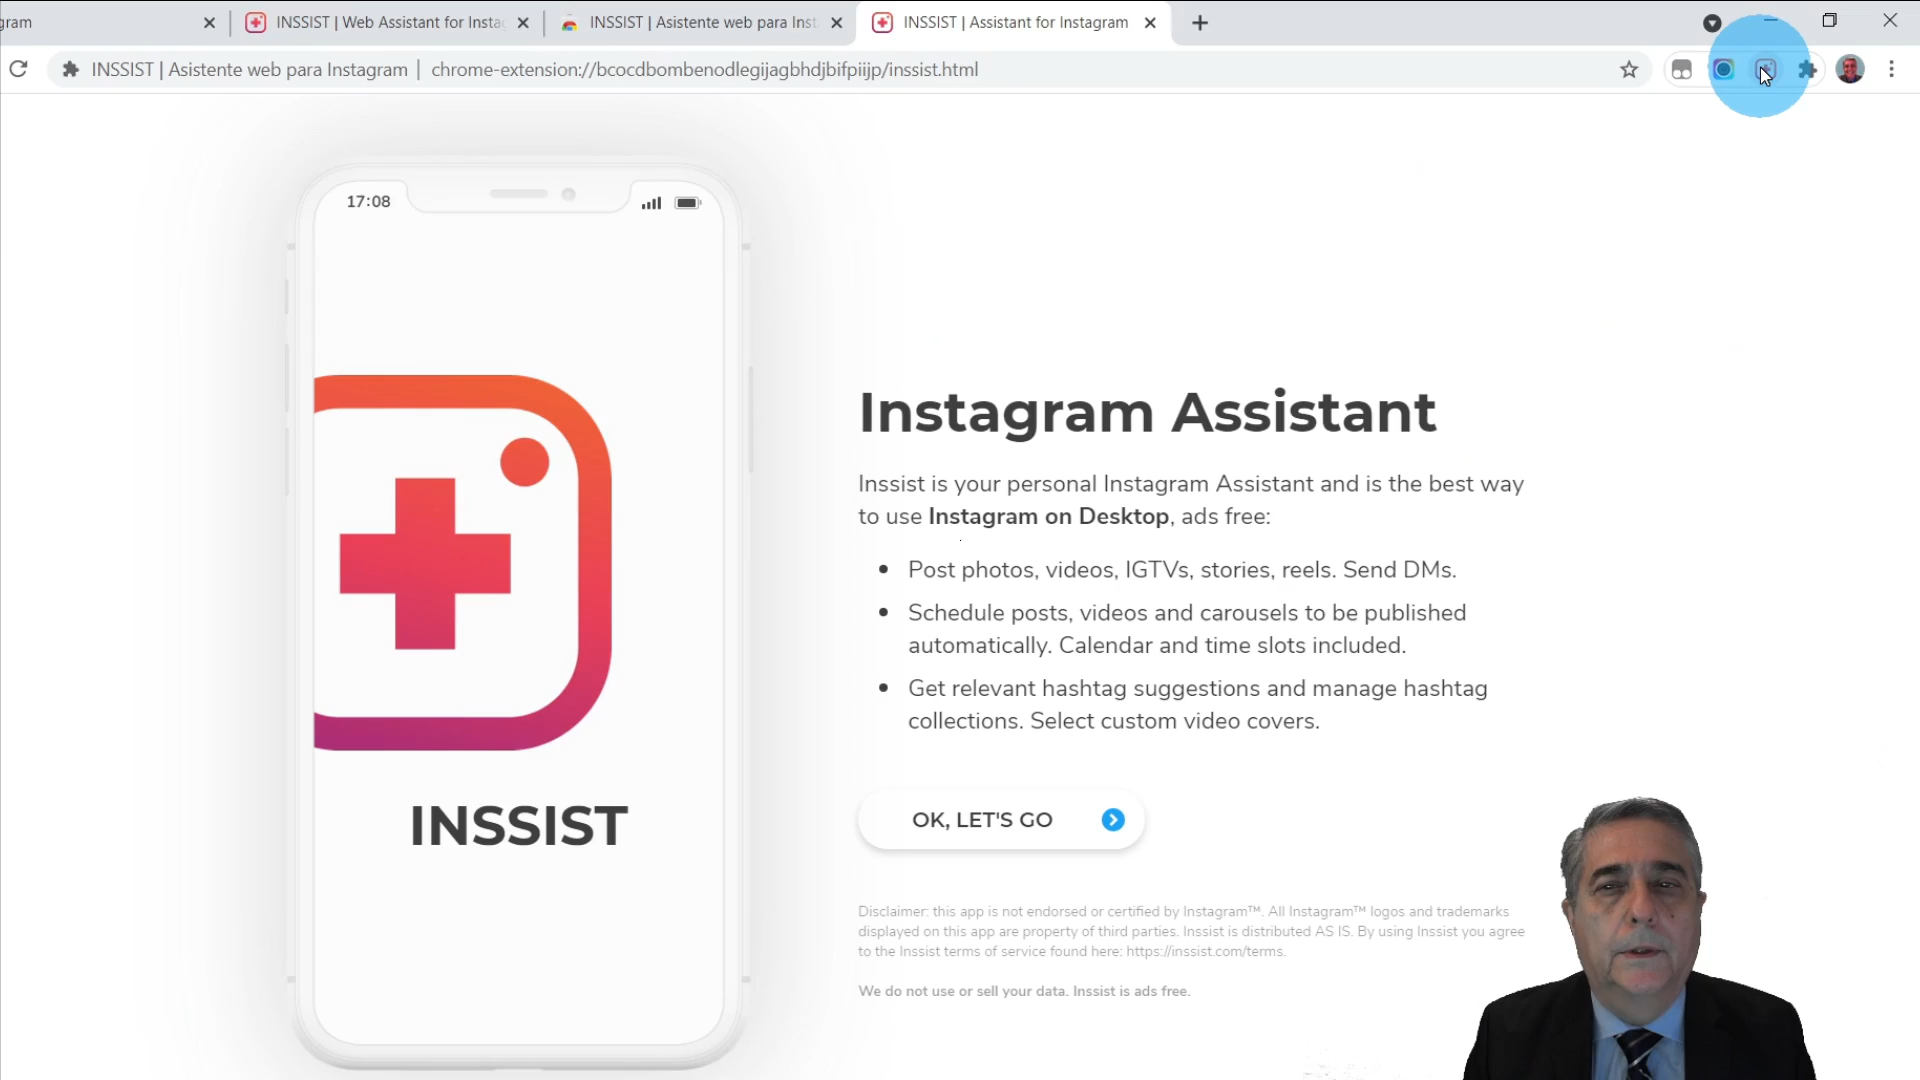 gram
INSSIST | Web Assistant for Insta
INSSIST | Asistente web para Inst
INSSIST | Assistant for Instagram
INSSIST | Asistente web para Instagram | chrome-extension://bcocdbombenodlegijagbhdjbifpiijp/inssist.html
17:08
INSSIST
Instagram Assistant
Inssist is your personal Instagram Assistant and is the best way
to use Instagram on Desktop, ads free:
• Post photos, videos, IGTVs, stories, reels. Send DMs.
• Schedule posts, videos and carousels to be published
automatically. Calendar and time slots included.
• Get relevant hashtag suggestions and manage hashtag
collections. Select custom video covers.
OK, LET'S GO
Disclaimer: this app is not endorsed or certified by Instagram™. All Instagram™ logos and trademarks
displayed on this app are property of third parties. Inssist is distributed AS IS. By using Inssist you agree
to the Inssist terms of service found here: https://inssist.com/terms.
We do not use or sell your data. Inssist is ads free.